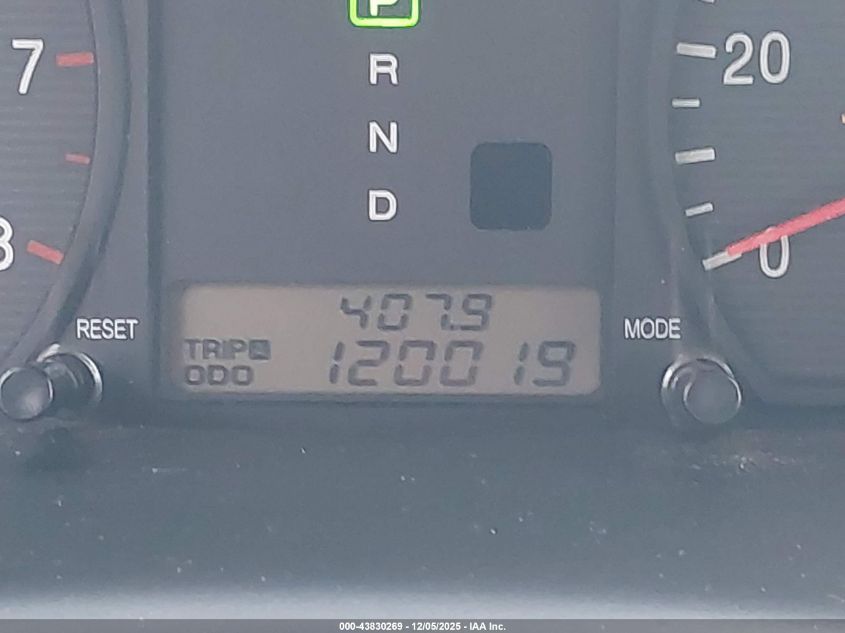 P
R
N
D
7
8
20
0
RESET
MODE
407.9
TRIP A
ODO 120019
000-43830269 - 12/05/2025 - IAA Inc.